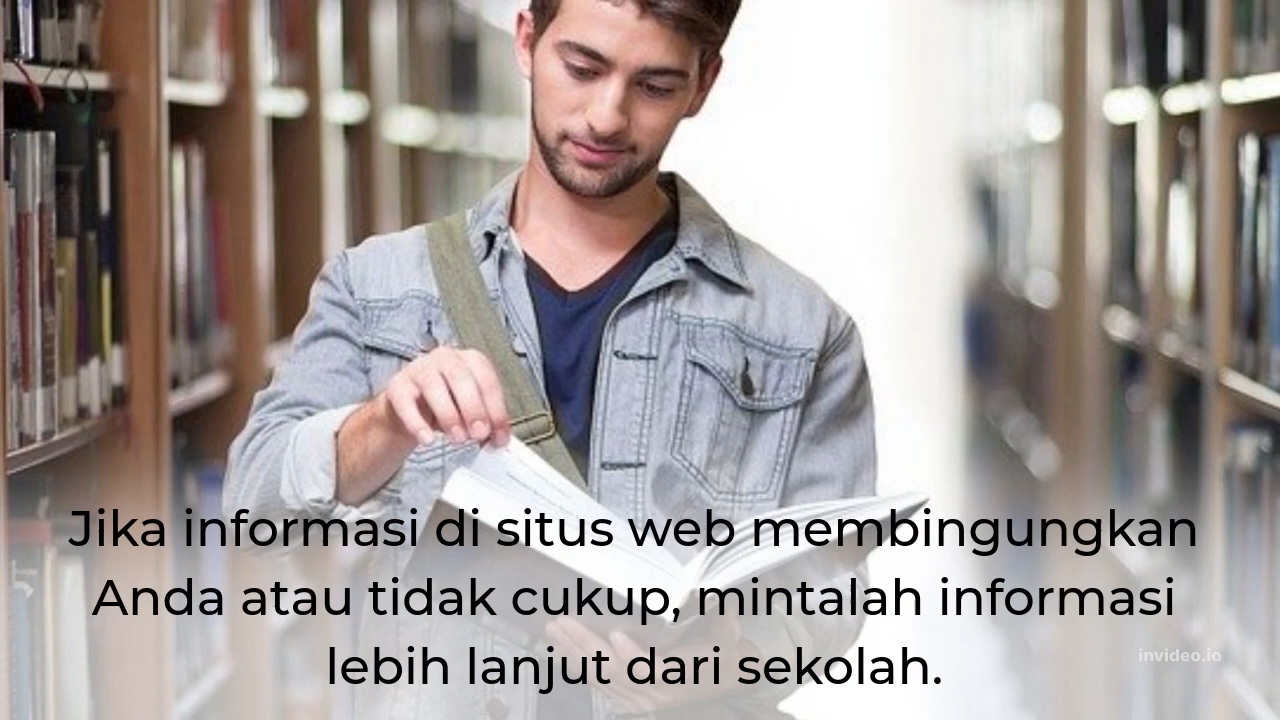 Jika informasi di situs web membingungkan
Anda atau tidak cukup, mintalah informasi
lebih lanjut dari sekolah.
invideo.io